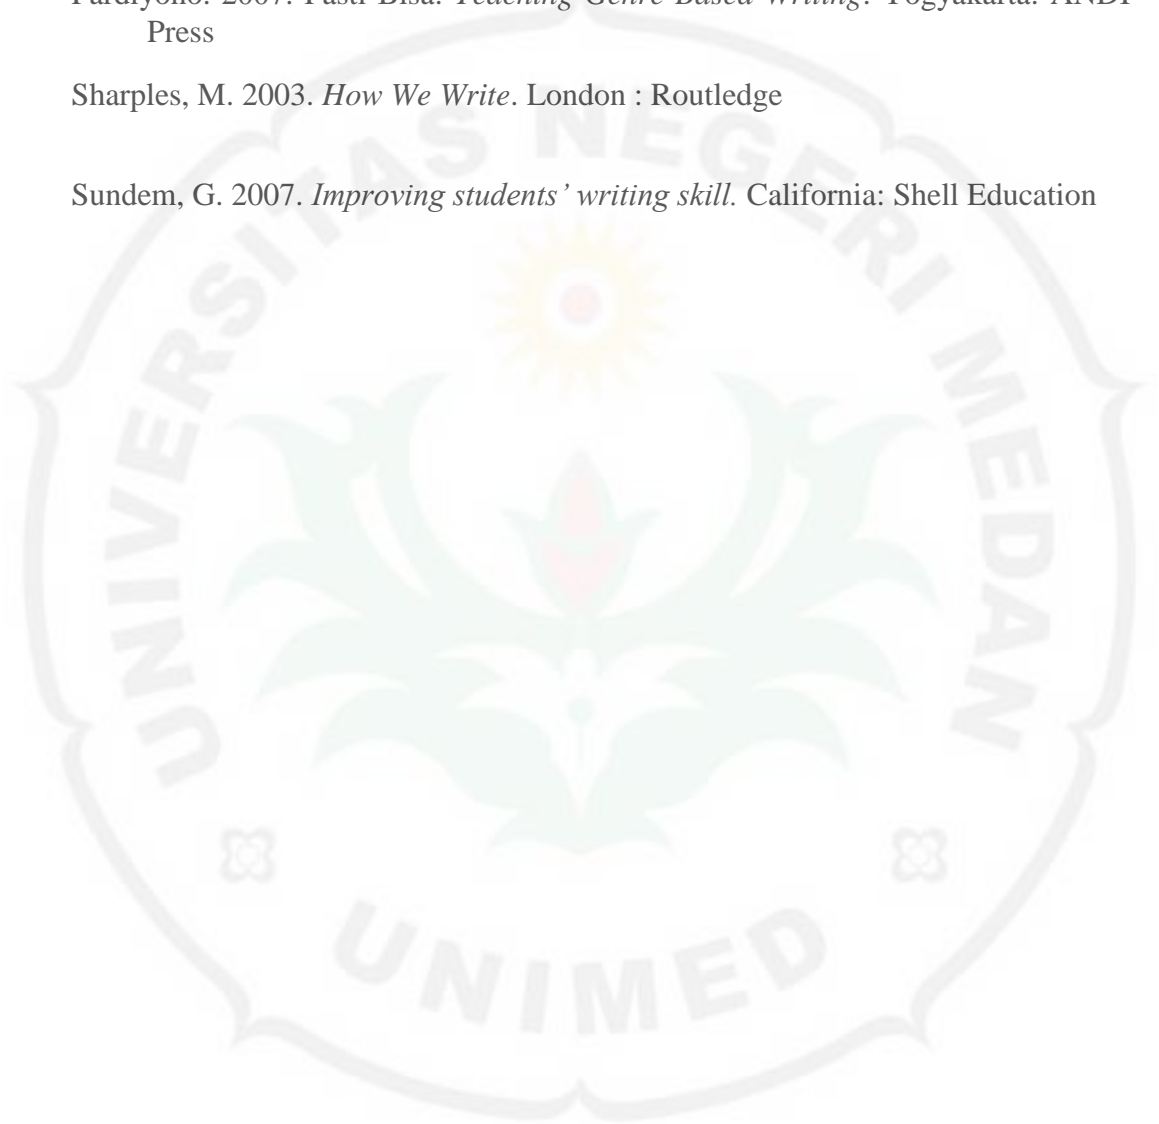 Pardiyono. 2007. Pasti Bisa. Teaching Genre Based Writing. Yogyakarta: ANDI
Press
Sharples, M. 2003. How We Write. London : Routledge
Sundem, G. 2007. Improving students’ writing skill. California: Shell Education
UNIVERSITAS NEGERI MEDAN
UNIMED